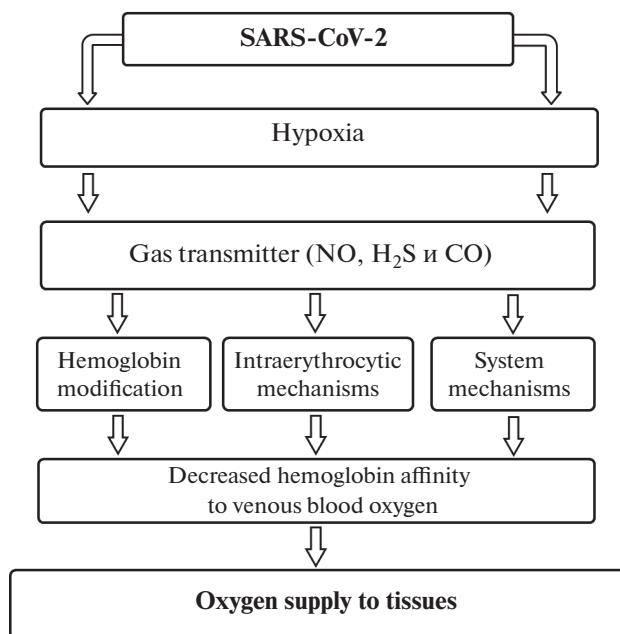 SARS-CoV-2
Hypoxia
Gas transmitter (NO, H₂S и CO)
Hemoglobin
modification
Intraerythrocytic
mechanisms
System
mechanisms
Decreased hemoglobin affinity
to venous blood oxygen
Oxygen supply to tissues